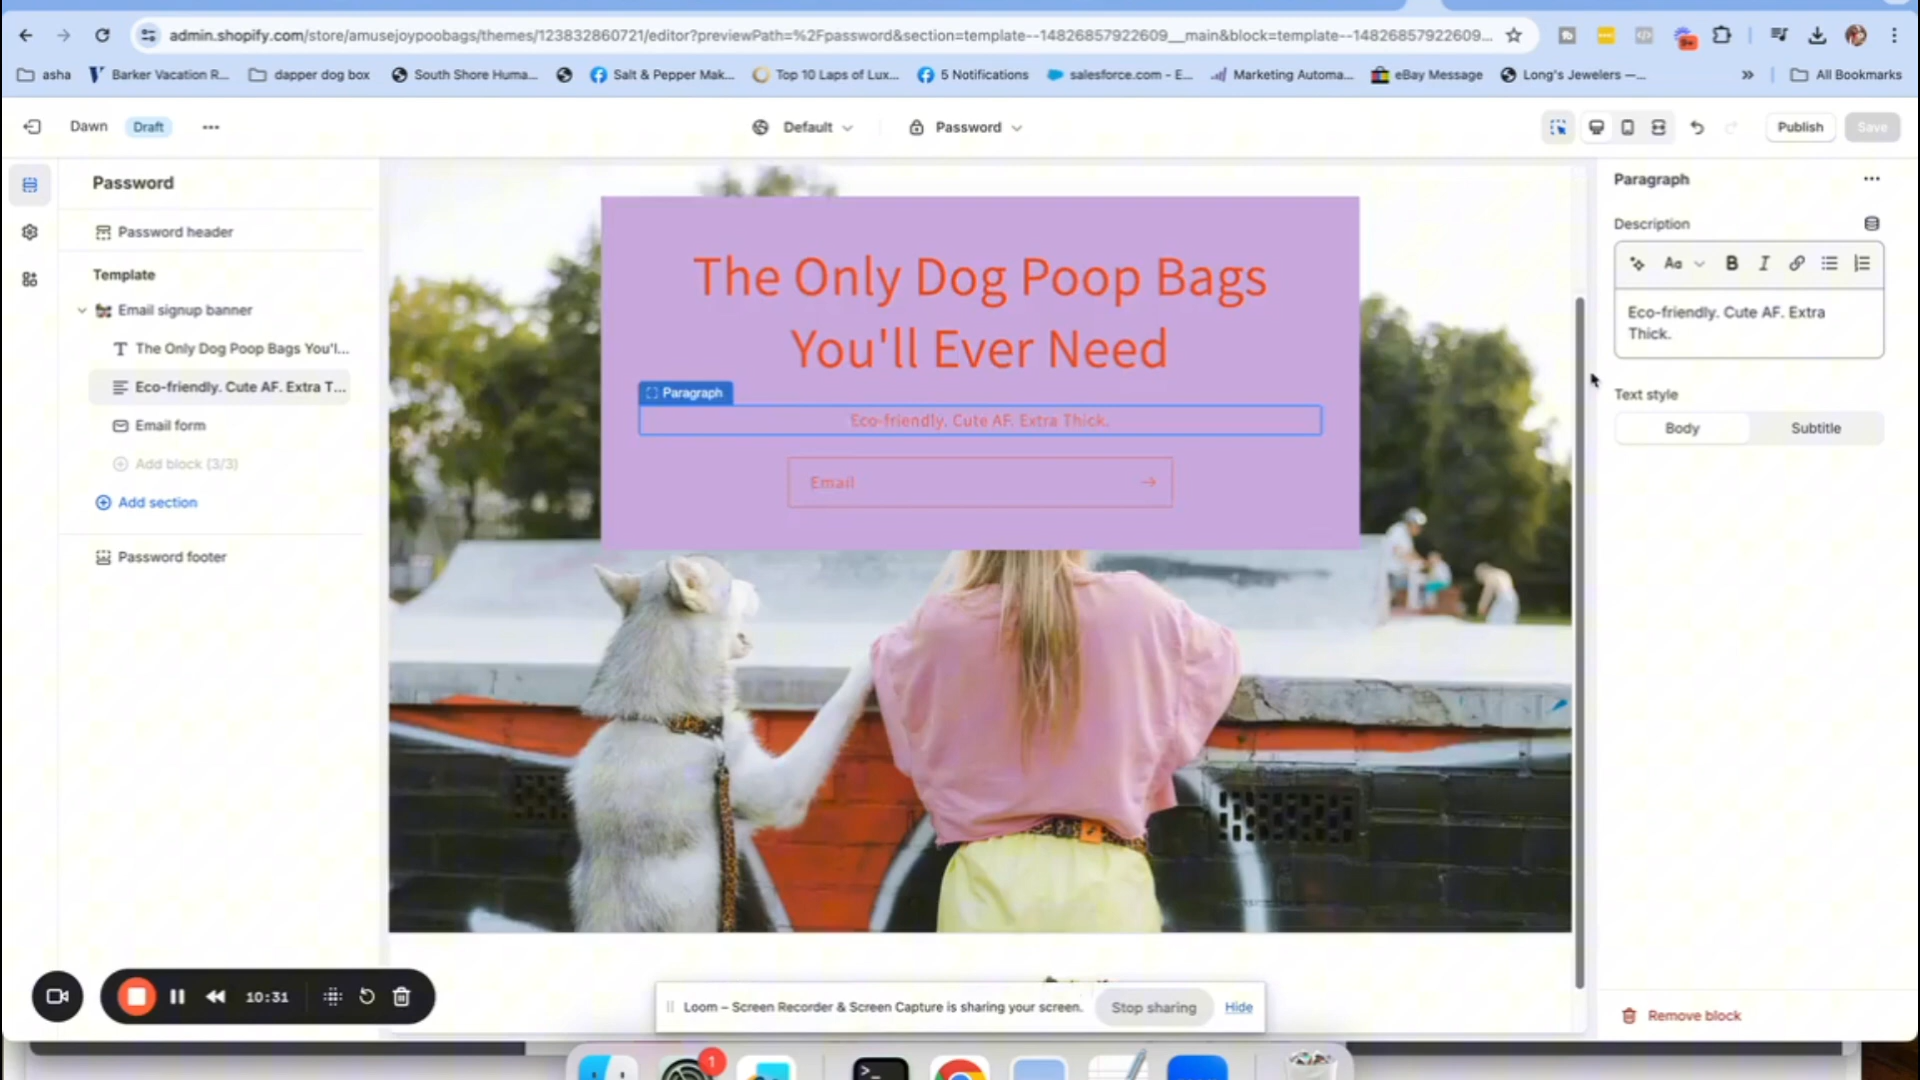 admin.shopify.com/store/amusejoypoobags/themes/123832860721/editor?previewPath=%2Fpassword&section=template--14826857922609__main&block=template--14826857922609...
9+
asha
Barker Vacation R...
dapper dog box
South Shore Huma...
Salt & Pepper Mak...
Top 10 Laps of Lux...
5 Notifications
salesforce.com - E...
Marketing Automa...
eBay Message
Long's Jewelers —...
All Bookmarks
Dawn
Draft
Default
Password
Publish
Save
Password
Password header
Template
Email signup banner
The Only Dog Poop Bags You'l...
Eco-friendly. Cute AF. Extra T...
Email form
Add block (3/3)
Add section
Password footer
The Only Dog Poop Bags
You'll Ever Need
Paragraph
Eco-friendly. Cute AF. Extra Thick.
Email
Paragraph
Description
Aa
B
I
Eco-friendly. Cute AF. Extra
Thick.
Text style
Body
Subtitle
Remove block
10:31
Loom – Screen Recorder & Screen Capture is sharing your screen.
Stop sharing
Hide
1